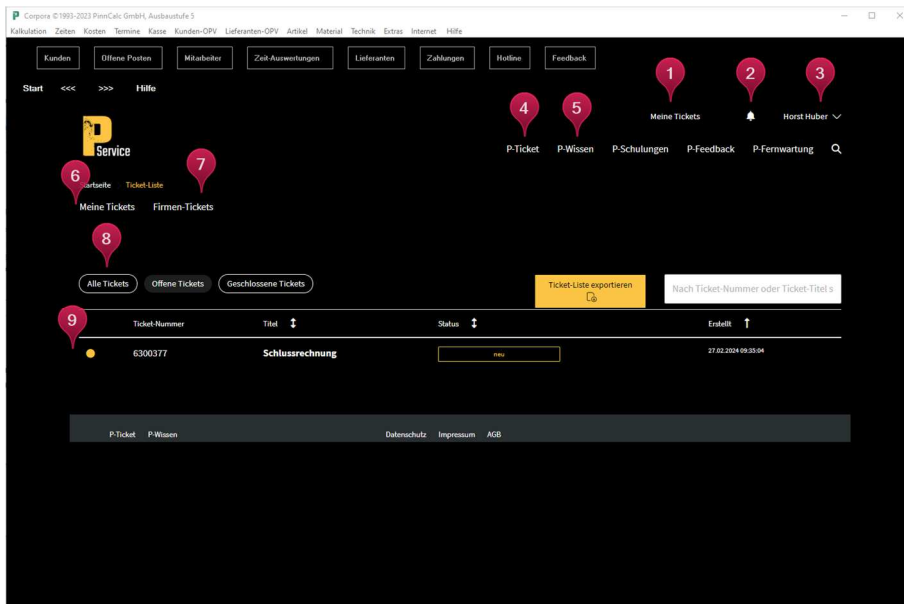 Corpora ©1993-2023 PinnCalc GmbH, Ausbaustufe 5
Kalkulation Zeiten Kosten Termine Kasse Kunden-OPV Lieferanten-OPV Artikel Material Technik Extras Internet Hilfe
Kunden Offene Posten Mitarbeiter Zeit-Auswertungen Lieferanten Zahlungen Hotline Feedback
Start <<< >>> Hilfe
1 2 3
Meine Tickets Horst Huber
4 5
P Service
P-Ticket P-Wissen P-Schulungen P-Feedback P-Fernwartung
6 7
Startseite Ticket-Liste
Meine Tickets Firmen-Tickets
8
Alle Tickets Offene Tickets Geschlossene Tickets Ticket-Liste exportieren Nach Ticket-Nummer oder Ticket-Titel s
9
Ticket-Nummer Titel Status Erstellt
6300377 Schlussrechnung neu 27.02.2024 09:35:04
P-Ticket P-Wissen Datenschutz Impressum AGB